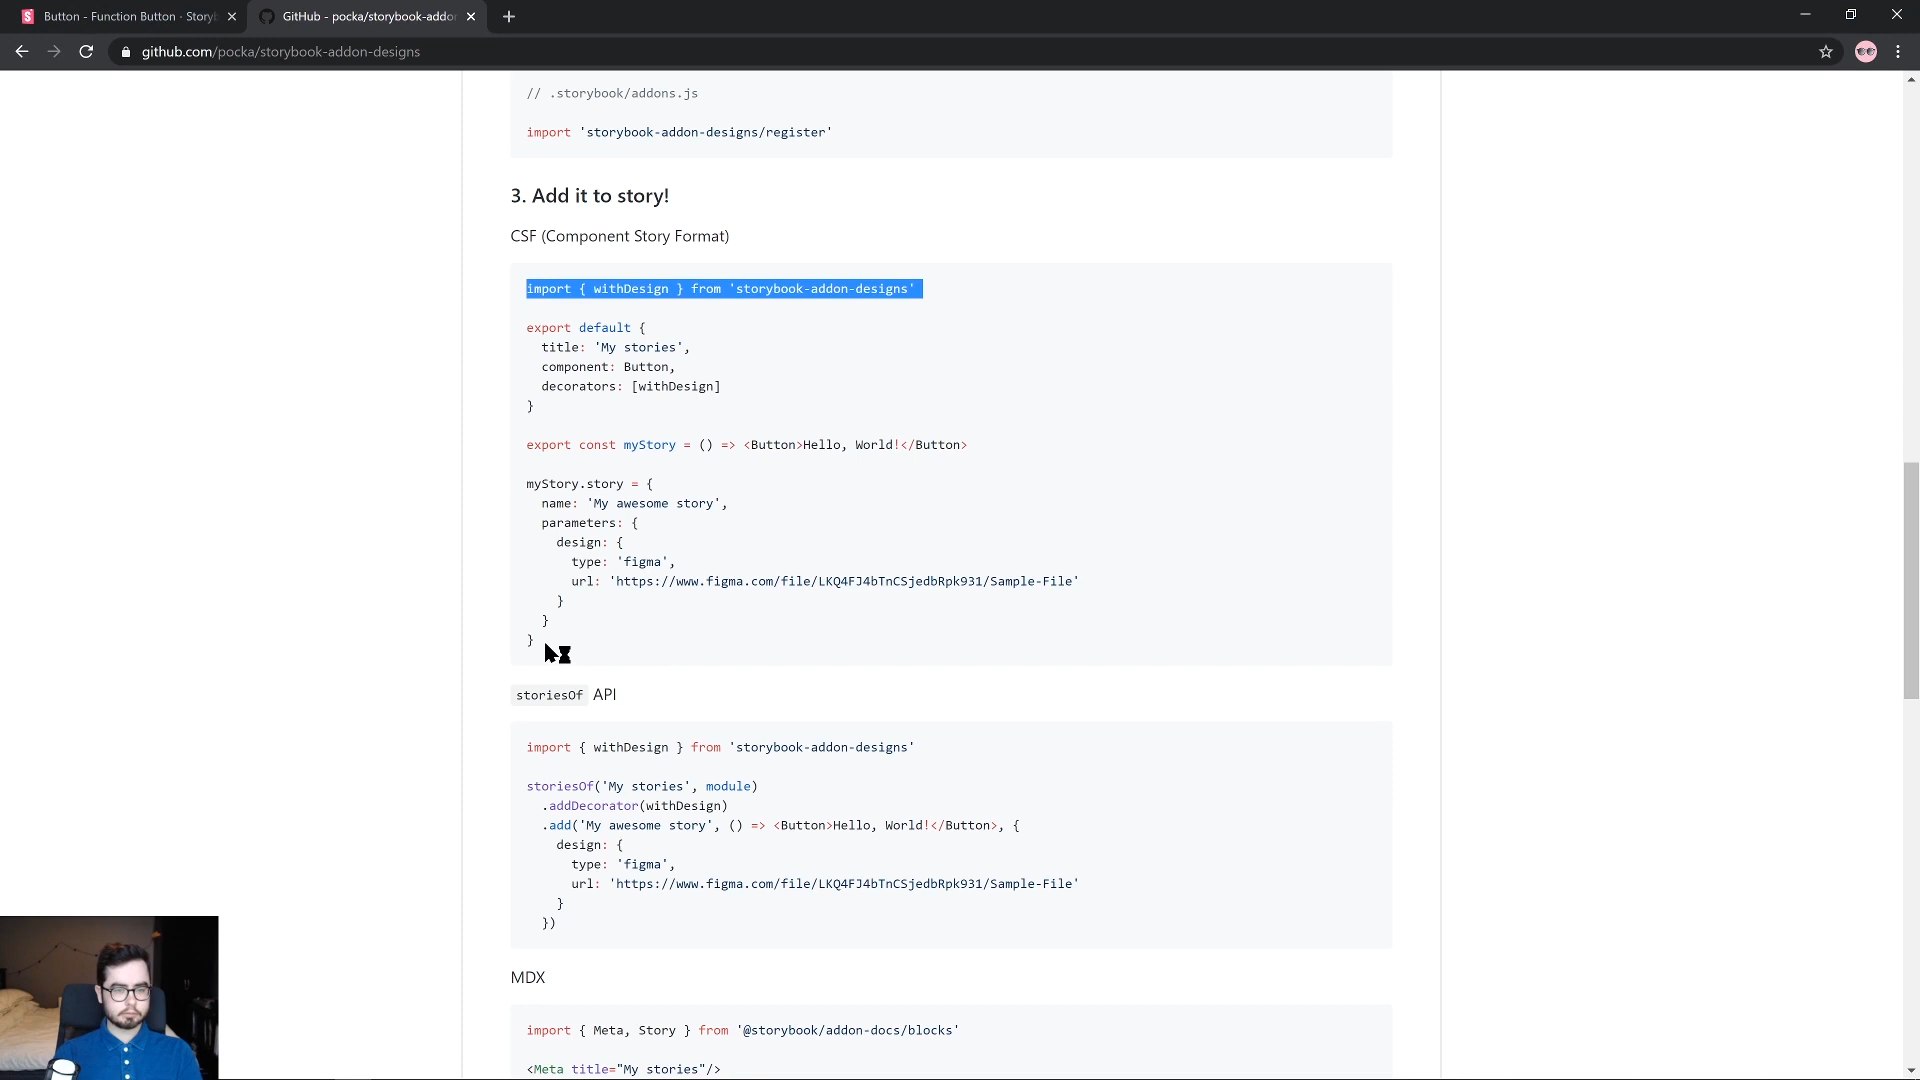 Button - Function Button · Story
GitHub - pocka/storybook-addo
github.com/pocka/storybook-addon-designs
// .storybook/addons.js
import 'storybook-addon-designs/register'
3. Add it to story!
CSF (Component Story Format)
import { withDesign } from 'storybook-addon-designs'
export default {
title: 'My stories',
component: Button,
decorators: [withDesign]
}
export const myStory = () => <Button>Hello, World!</Button>
myStory.story = {
name: 'My awesome story',
parameters: {
design: {
type: 'figma',
url: 'https://www.figma.com/file/LKQ4FJ4bTnCSjedbRpk931/Sample-File'
}
}
}
storiesOf API
import { withDesign } from 'storybook-addon-designs'
storiesOf('My stories', module)
.addDecorator(withDesign)
.add('My awesome story', () => <Button>Hello, World!</Button>, {
design: {
type: 'figma',
url: 'https://www.figma.com/file/LKQ4FJ4bTnCSjedbRpk931/Sample-File'
}
})
MDX
import { Meta, Story } from '@storybook/addon-docs/blocks'
<Meta title="My stories"/>